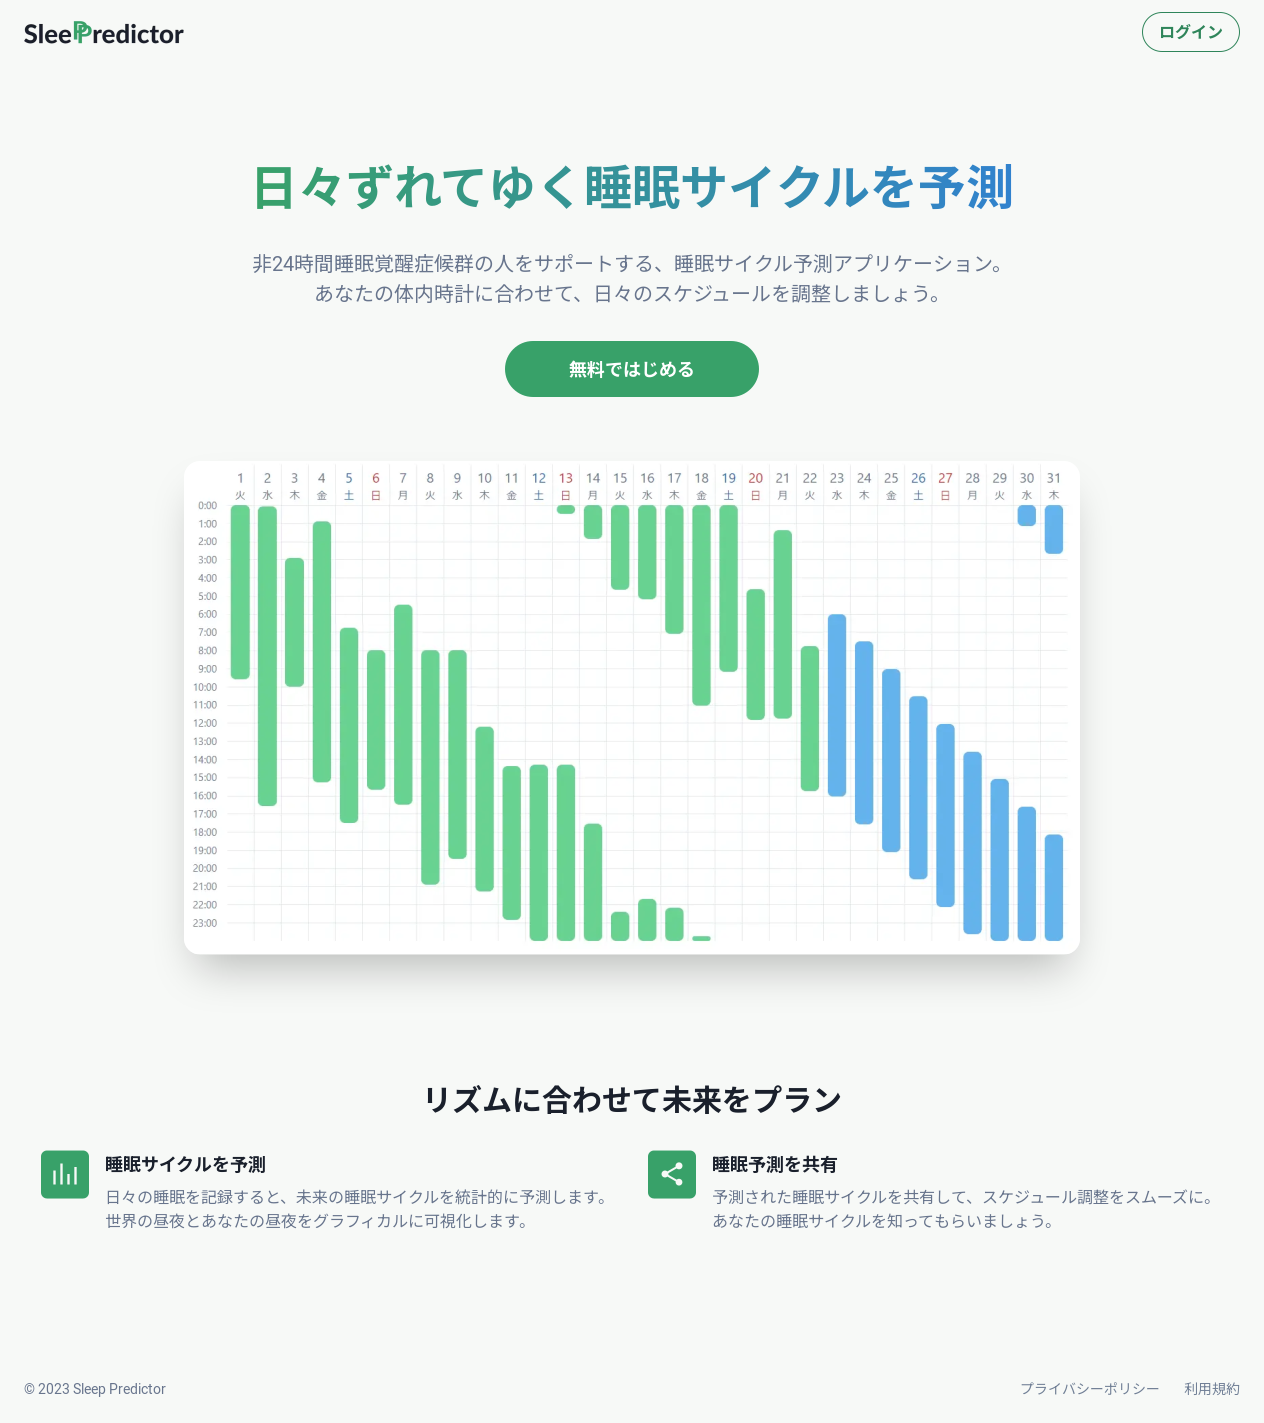 SleePredictor
ログイン
日々ずれてゆく睡眠サイクルを予測
非24時間睡眠覚醒症候群の人をサポートする、睡眠サイクル予測アプリケーション。
あなたの体内時計に合わせて、日々のスケジュールを調整しましょう。
無料ではじめる
1 2 3 4 5 6 7 8 9 10 11 12 13 14 15 16 17 18 19 20 21 22 23 24 25 26 27 28 29 30 31
火 水 木 金 土 日 月 火 水 木 金 土 日 月 火 水 木 金 土 日 月 火 水 木 金 土 日 月 火 水 木
0:00
1:00
2:00
3:00
4:00
5:00
6:00
7:00
8:00
9:00
10:00
11:00
12:00
13:00
14:00
15:00
16:00
17:00
18:00
19:00
20:00
21:00
22:00
23:00
リズムに合わせて未来をプラン
睡眠サイクルを予測
日々の睡眠を記録すると、未来の睡眠サイクルを統計的に予測します。
世界の昼夜とあなたの昼夜をグラフィカルに可視化します。
睡眠予測を共有
予測された睡眠サイクルを共有して、スケジュール調整をスムーズに。
あなたの睡眠サイクルを知ってもらいましょう。
© 2023 Sleep Predictor
プライバシーポリシー 利用規約